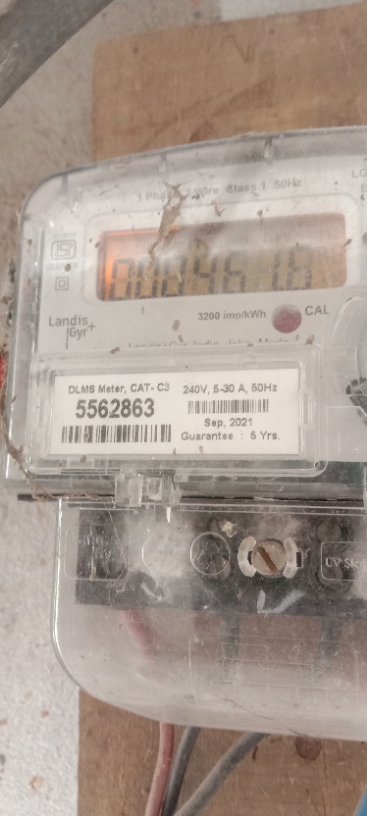 1 Phase 2 Wire Class 1 50Hz
3200 imp/kWh
CAL
Landis
Gyr+
DLMS Meter, CAT- C3
240V, 5-30 A, 50Hz
5562863
Sep, 2021
Guarantee : 5 Yrs.